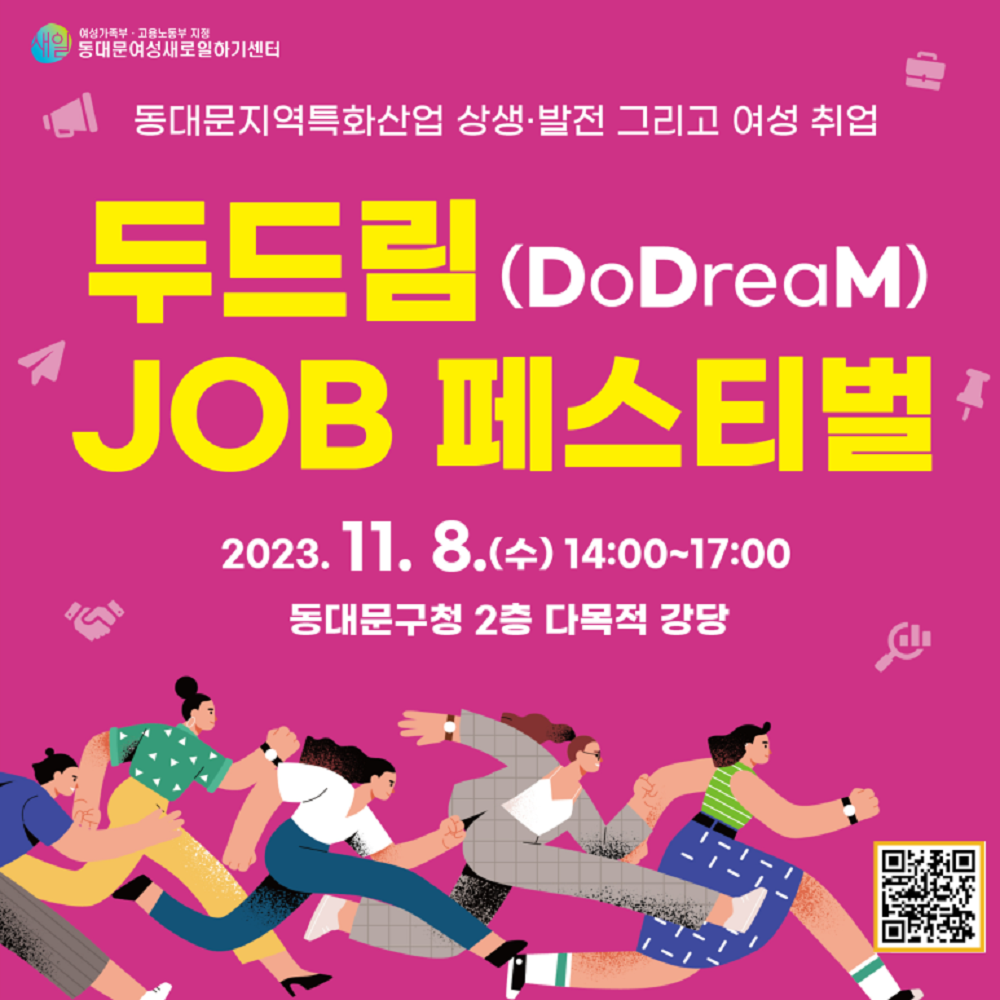 새일
여성가족부·고용노동부 지정
동대문여성새로일하기센터
동대문지역특화산업 상생·발전 그리고 여성 취업
두드림 (DoDreaM)
JOB 페스티벌
2023. 11. 8.(수) 14:00~17:00
동대문구청 2층 다목적 강당